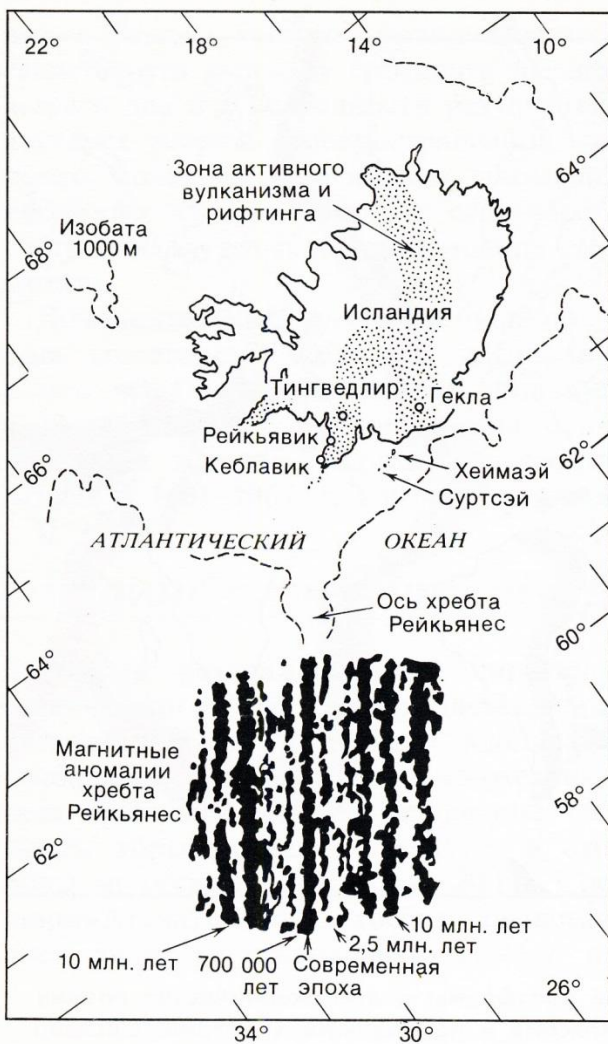 22°
18°
14°
10°
64°
Зона активного
вулканизма и
рифтинга
Изобата
1000 м
68°
Исландия
Тингведлир
Гекла
Рейкьявик
Кеблавик
62°
66°
Хеймаэй
Суртсэй
АТЛАНТИЧЕСКИЙ ОКЕАН
Ось хребта
Рейкьянес
60°
64°
Магнитные
аномалии
хребта
Рейкьянес
58°
62°
10 млн. лет
2,5 млн. лет
10 млн. лет
700 000
лет
Современная
эпоха
26°
34°
30°